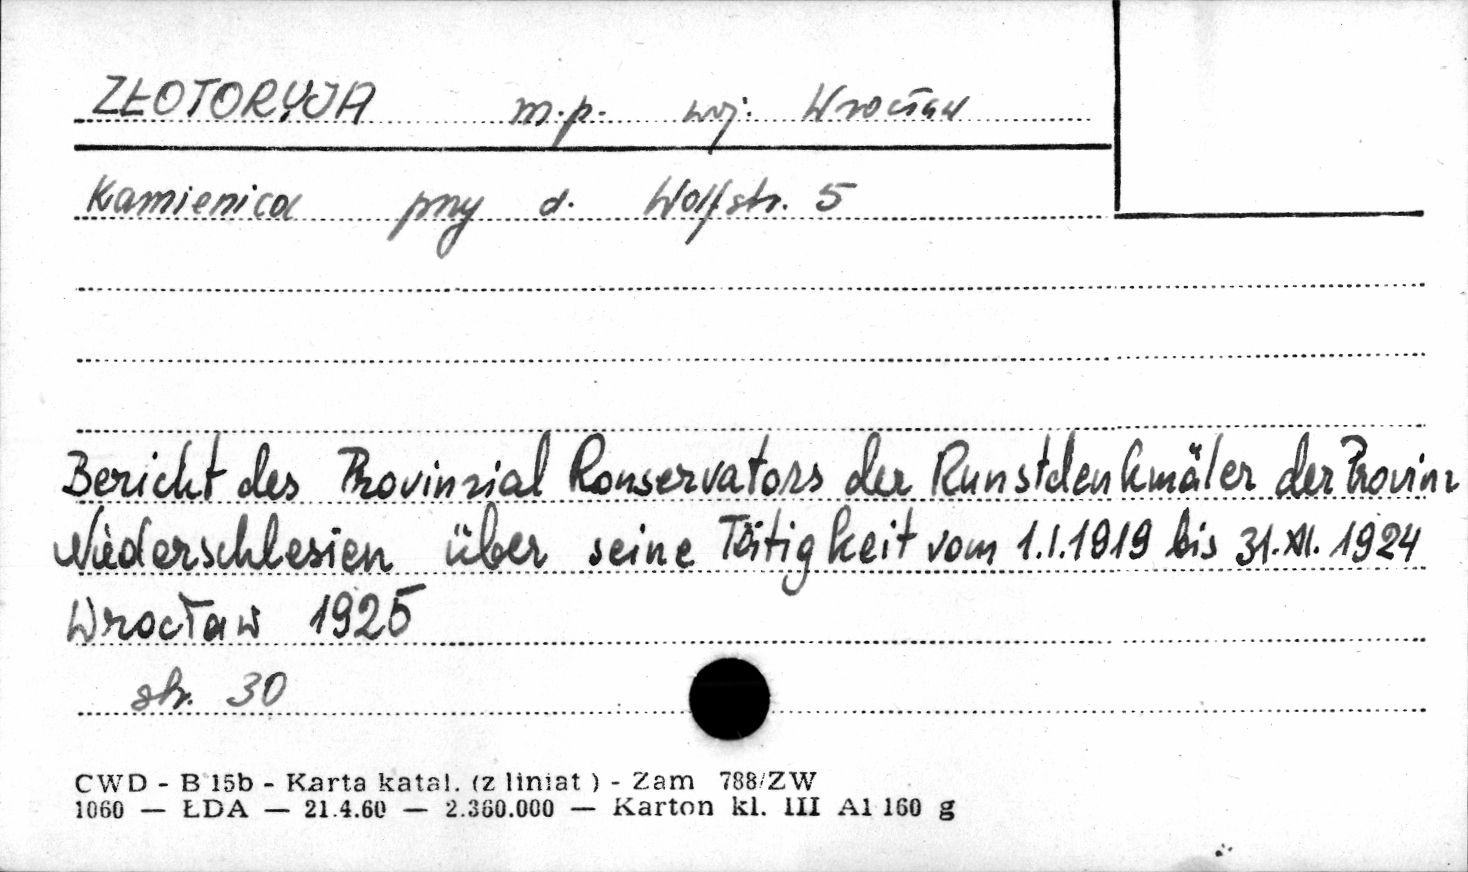 ZŁOTORYJA m.p. woj. Wrocław
Kamienica przy d. Wolfstr. 5
Bericht des Provinzial Konservators der Kunstdenkmäler der Provinz
Niederschlesien über seine Tätigkeit vom 1.I.1919 bis 31.XII. 1924
Wrocław 1925
str. 30
CWD - B 15b - Karta katal. (z liniat ) - Zam 788/ZW
1060 — ŁDA — 21.4.60 — 2.360.000 — Karton kl. III A1 160 g